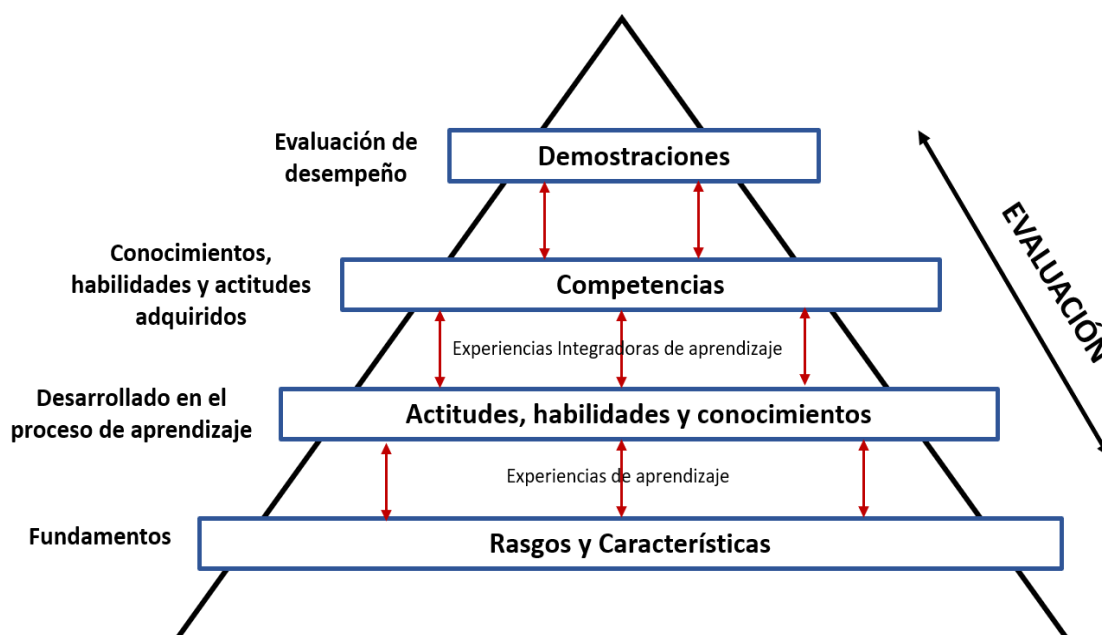 Evaluación de
desempeño
Demostraciones
Conocimientos,
habilidades y actitudes
adquiridos
Competencias
EVALUACIÓN
Experiencias Integradoras de aprendizaje
Desarrollado en el
proceso de aprendizaje
Actitudes, habilidades y conocimientos
Experiencias de aprendizaje
Fundamentos
Rasgos y Características